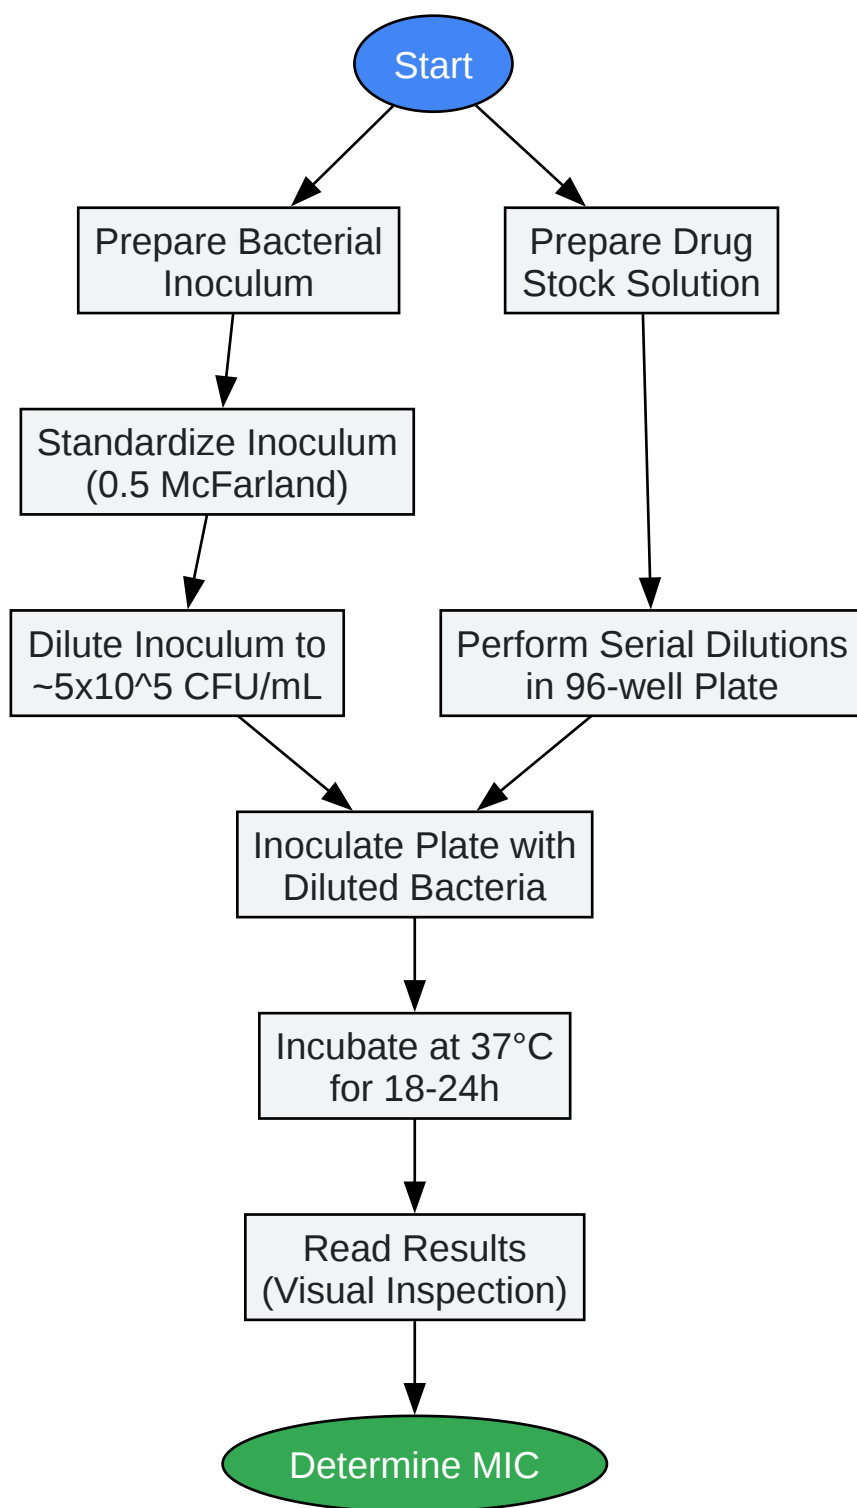 Start
Prepare Bacterial
Inoculum
Prepare Drug
Stock Solution
Standardize Inoculum
(0.5 McFarland)
Dilute Inoculum to
~5x10^5 CFU/mL
Perform Serial Dilutions
in 96-well Plate
Inoculate Plate with
Diluted Bacteria
Incubate at 37°C
for 18-24h
Read Results
(Visual Inspection)
Determine MIC